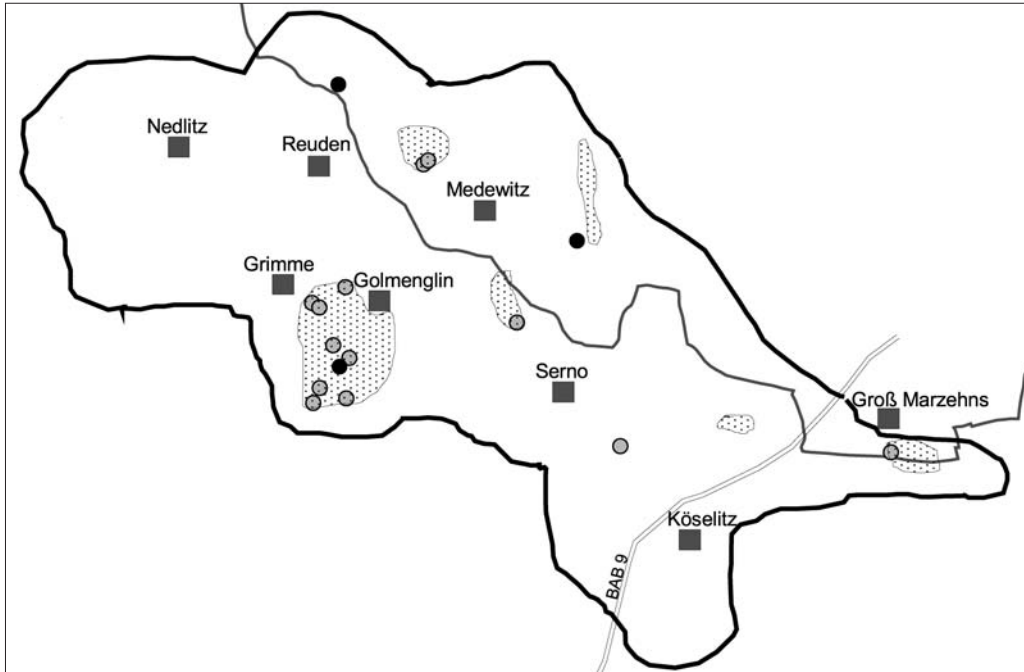 Nedlitz
Reuden
Medewitz
Grimme
Golmenglin
Serno
Groß Marzehns
Köselitz
BAB 9